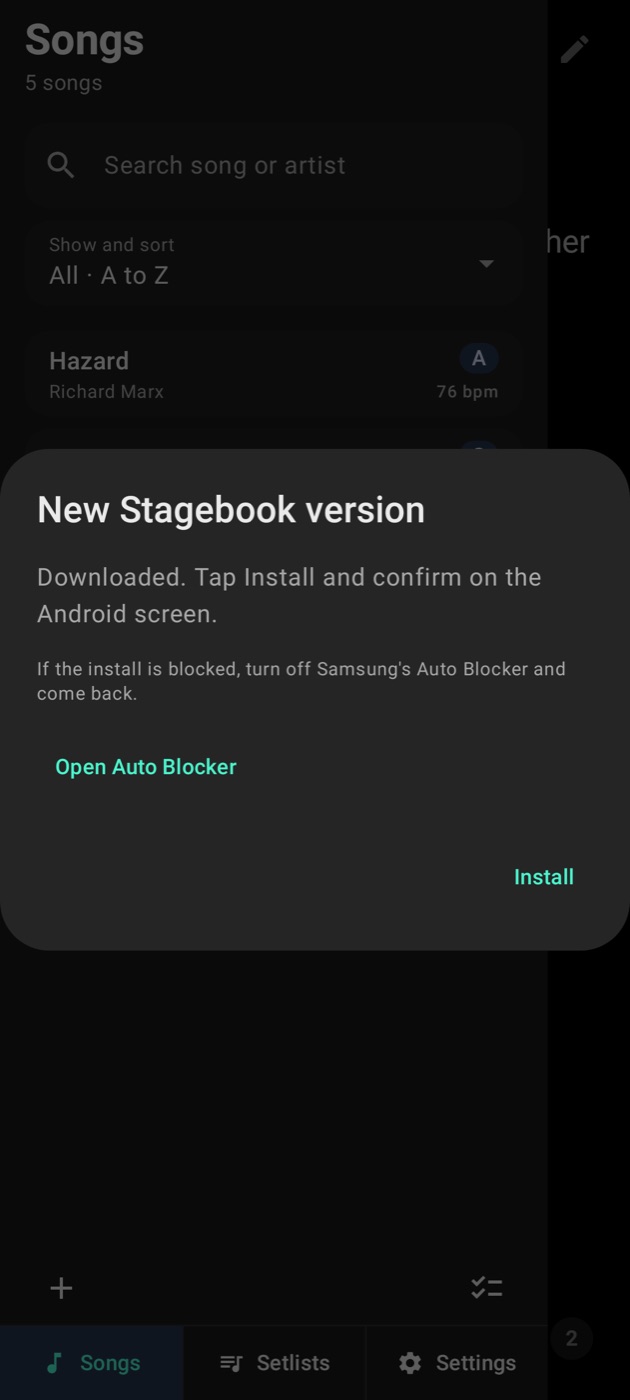 Songs
5 songs
Search song or artist
her
Show and sort
All · A to Z
Hazard
A
Richard Marx
76 bpm
New Stagebook version
Downloaded. Tap Install and confirm on the
Android screen.
If the install is blocked, turn off Samsung's Auto Blocker and
come back.
Open Auto Blocker
Install
2
Songs
Setlists
Settings